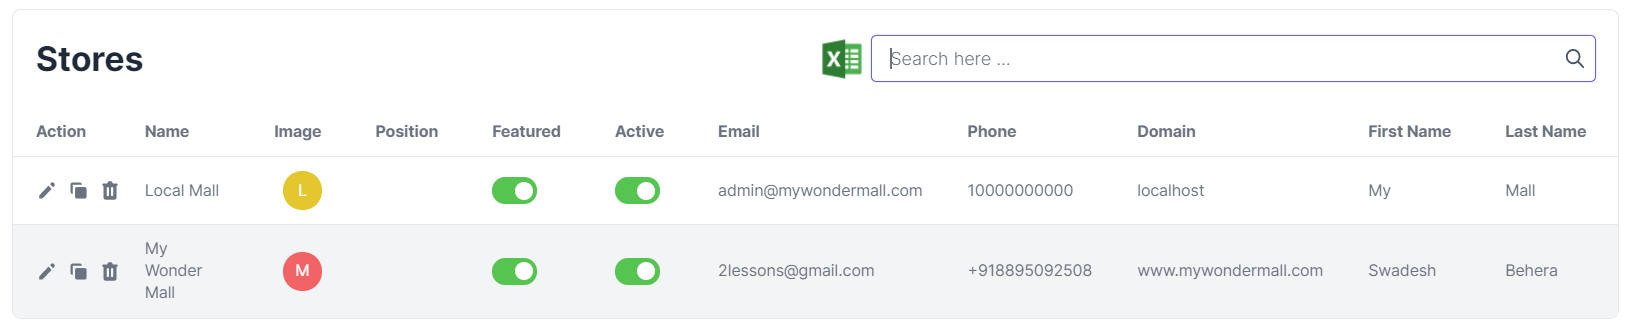 Stores
X
Search here ...
Action Name Image Position Featured Active Email Phone Domain First Name Last Name
Local Mall L admin@mywondermall.com 10000000000 localhost My Mall
My
Wonder M 2lessons@gmail.com +918895092508 www.mywondermall.com Swadesh Behera
Mall